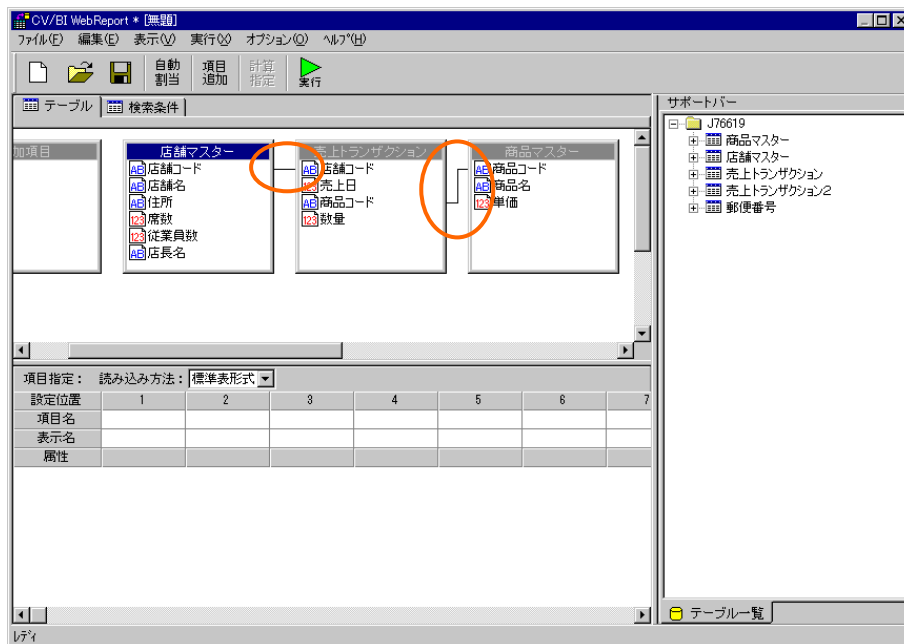 CV/BI WebReport * [無題]
ファイル(F) 編集(E) 表示(V) 実行(X) オプション(O) ヘルプ(H)
自動割当 項目追加 計算指定 実行
テーブル 検索条件
サポートバー
加項目
店舗マスター
店舗コード
店舗名
住所
席数
従業員数
店長名
売上トランザクション
店舗コード
売上日
商品コード
数量
商品マスター
商品コード
商品名
単価
J76619
商品マスター
店舗マスター
売上トランザクション
売上トランザクション2
郵便番号
項目指定： 読み込み方法： 標準表形式
設定位置 1 2 3 4 5 6 7
項目名
表示名
属性
テーブル一覧
レディ